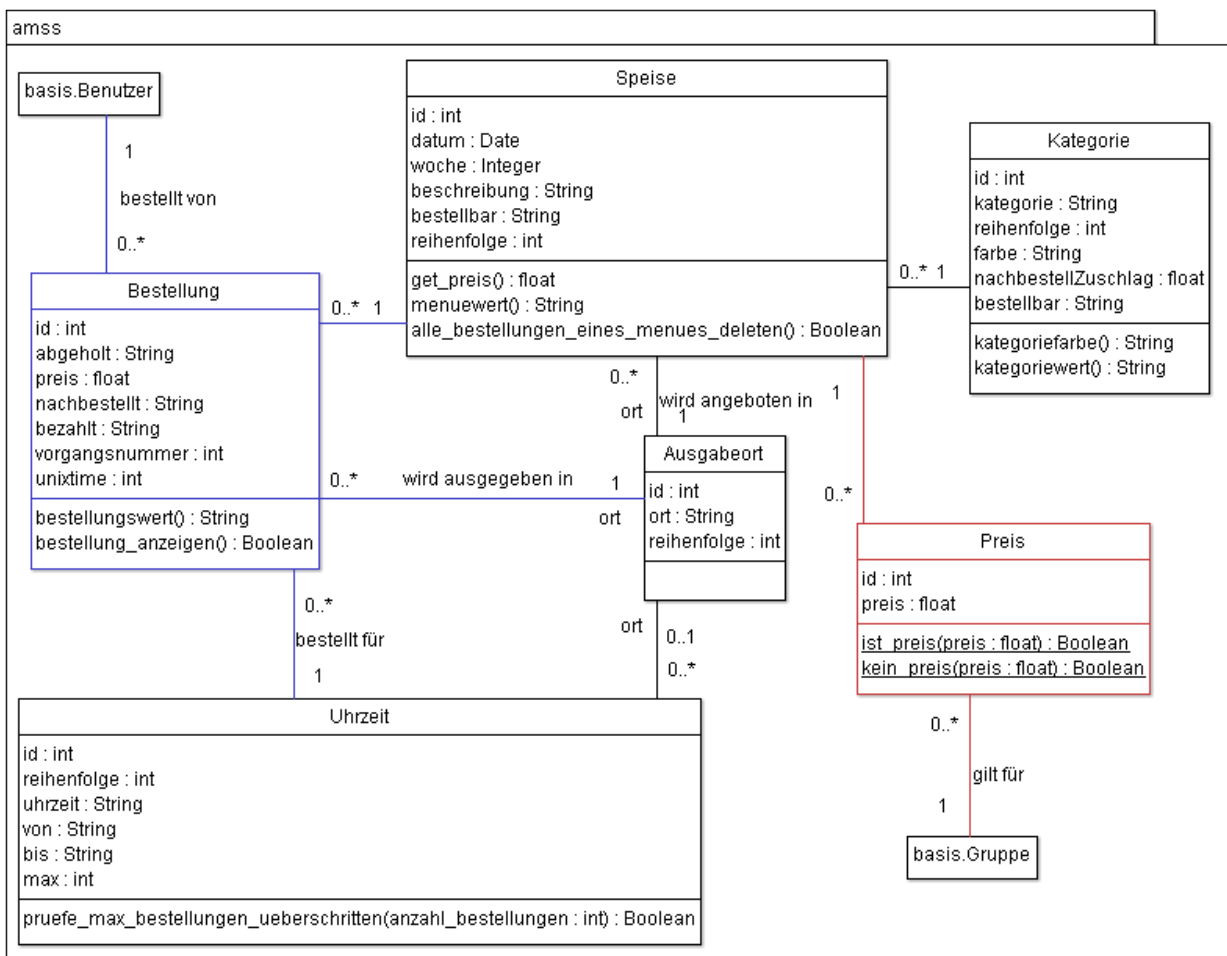 amss
basis.Benutzer
1
bestellt von
0..*
Speise
id : int
datum : Date
woche : Integer
beschreibung : String
bestellbar : String
reihenfolge : int
get_preis() : float
menuewert() : String
alle_bestellungen_eines_menues_deleten() : Boolean
Kategorie
id : int
kategorie : String
reihenfolge : int
farbe : String
nachbestellZuschlag : float
bestellbar : String
kategoriefarbe() : String
kategoriewert() : String
0..* 1
Bestellung
id : int
abgeholt : String
preis : float
nachbestellt : String
bezahlt : String
vorgangsnummer : int
unixtime : int
bestellungswert() : String
bestellung_anzeigen() : Boolean
0..* 1
0..*
wird angeboten in
ort
1
1
0..*
0..*
wird ausgegeben in
1
ort
Ausgabeort
id : int
ort : String
reihenfolge : int
Preis
id : int
preis : float
ist_preis(preis : float) : Boolean
kein_preis(preis : float) : Boolean
0..*
bestellt für
1
ort
0..1
0..*
0..*
gilt für
1
basis.Gruppe
Uhrzeit
id : int
reihenfolge : int
uhrzeit : String
von : String
bis : String
max : int
pruefe_max_bestellungen_ueberschritten(anzahl_bestellungen : int) : Boolean